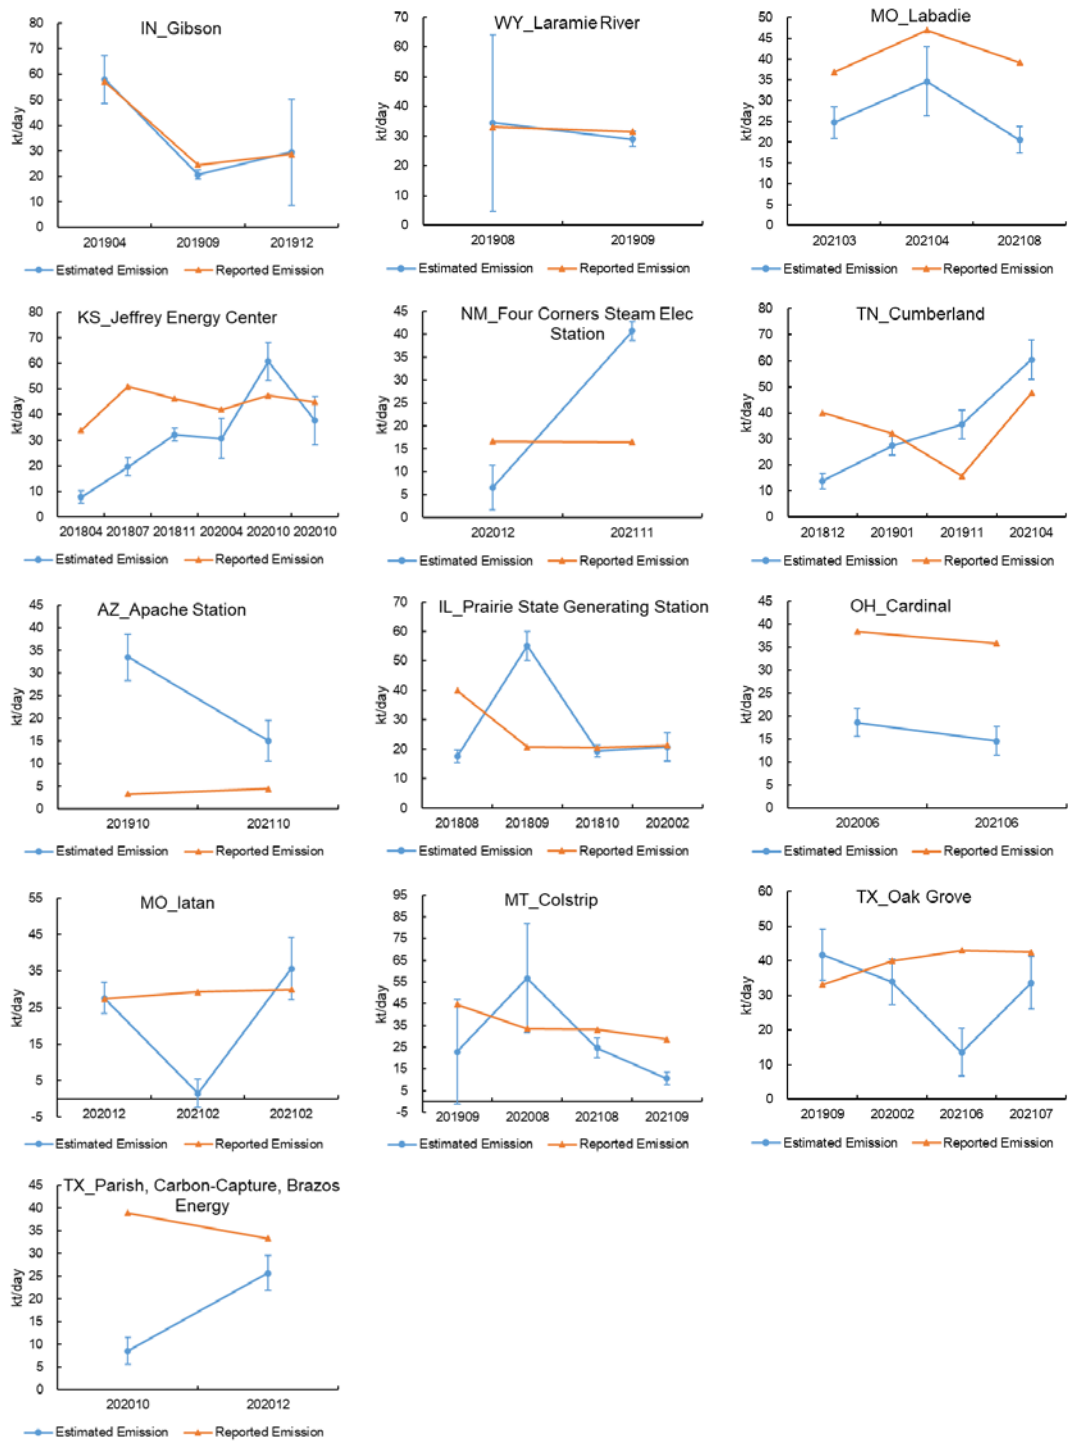 IN_Gibson
80
70
60
50
40
30
20
10
0
kt/day
201904 201909 201912
Estimated Emission Reported Emission
WY_Laramie River
70
60
50
40
30
20
10
0
kt/day
201908 201909
Estimated Emission Reported Emission
MO_Labadie
50
45
40
35
30
25
20
15
10
5
0
kt/day
202103 202104 202108
Estimated Emission Reported Emission
KS_Jeffrey Energy Center
80
70
60
50
40
30
20
10
0
kt/day
201804 201807 201811 202004 202010 202010
Estimated Emission Reported Emission
NM_Four Corners Steam Elec
Station
45
40
35
30
25
20
15
10
5
0
kt/day
202012 202111
Estimated Emission Reported Emission
TN_Cumberland
80
70
60
50
40
30
20
10
0
kt/day
201812 201901 201911 202104
Estimated Emission Reported Emission
AZ_Apache Station
45
40
35
30
25
20
15
10
5
0
kt/day
201910 202110
Estimated Emission Reported Emission
IL_Prairie State Generating Station
70
60
50
40
30
20
10
0
kt/day
201808 201809 201810 202002
Estimated Emission Reported Emission
OH_Cardinal
45
40
35
30
25
20
15
10
5
0
kt/day
202006 202106
Estimated Emission Reported Emission
MO_Iatan
55
45
35
25
15
5
-5
kt/day
202012 202102 202102
Estimated Emission Reported Emission
MT_Colstrip
95
85
75
65
55
45
35
25
15
5
-5
kt/day
201909 202008 202108 202109
Estimated Emission Reported Emission
TX_Oak Grove
60
50
40
30
20
10
0
kt/day
201909 202002 202106 202107
Estimated Emission Reported Emission
TX_Parish, Carbon-Capture, Brazos
Energy
45
40
35
30
25
20
15
10
5
0
kt/day
202010 202012
Estimated Emission Reported Emission